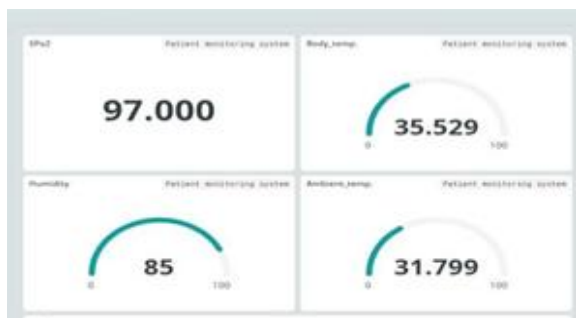 SPo2 Patient monitoring system
97.000
Body_temp. Patient monitoring system
35.529
0 100
Humidity Patient monitoring system
85
0 100
Ambient_temp. Patient monitoring system
31.799
0 100